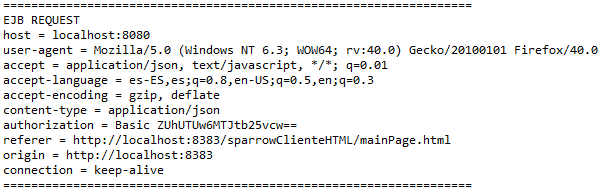 ======================================================================
EJB REQUEST
host = localhost:8080
user-agent = Mozilla/5.0 (Windows NT 6.3; WOW64; rv:40.0) Gecko/20100101 Firefox/40.0
accept = application/json, text/javascript, */*; q=0.01
accept-language = es-ES,es;q=0.8,en-US;q=0.5,en;q=0.3
accept-encoding = gzip, deflate
content-type = application/json
authorization = Basic ZUhUTUw6MTJtb25vcw==
referer = http://localhost:8383/sparrowClienteHTML/mainPage.html
origin = http://localhost:8383
connection = keep-alive
======================================================================